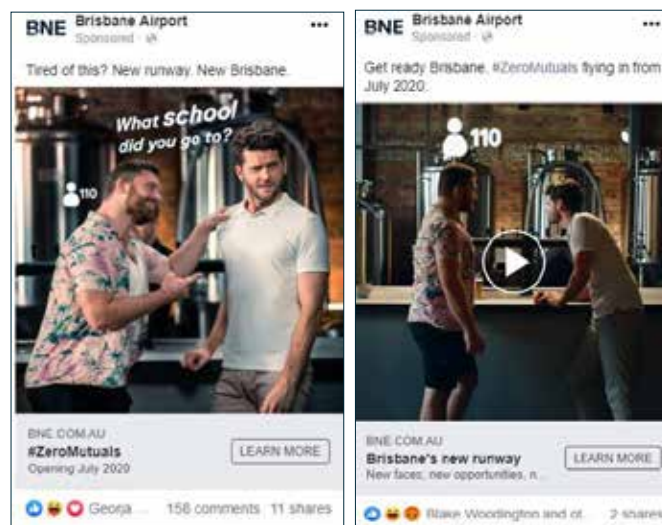 BNE Brisbane Airport
Sponsored ·
Tired of this? New runway. New Brisbane.
What school
did you go to?
110
BNE.COM.AU
#ZeroMutuals
Opening July 2020
LEARN MORE
Georja ... 156 comments 11 shares
BNE Brisbane Airport
Sponsored ·
Get ready Brisbane. #ZeroMutuals flying in from
July 2020.
110
BNE.COM.AU
Brisbane's new runway
New faces, new opportunities, n...
LEARN MORE
Blake Woodington and ot... 2 shares